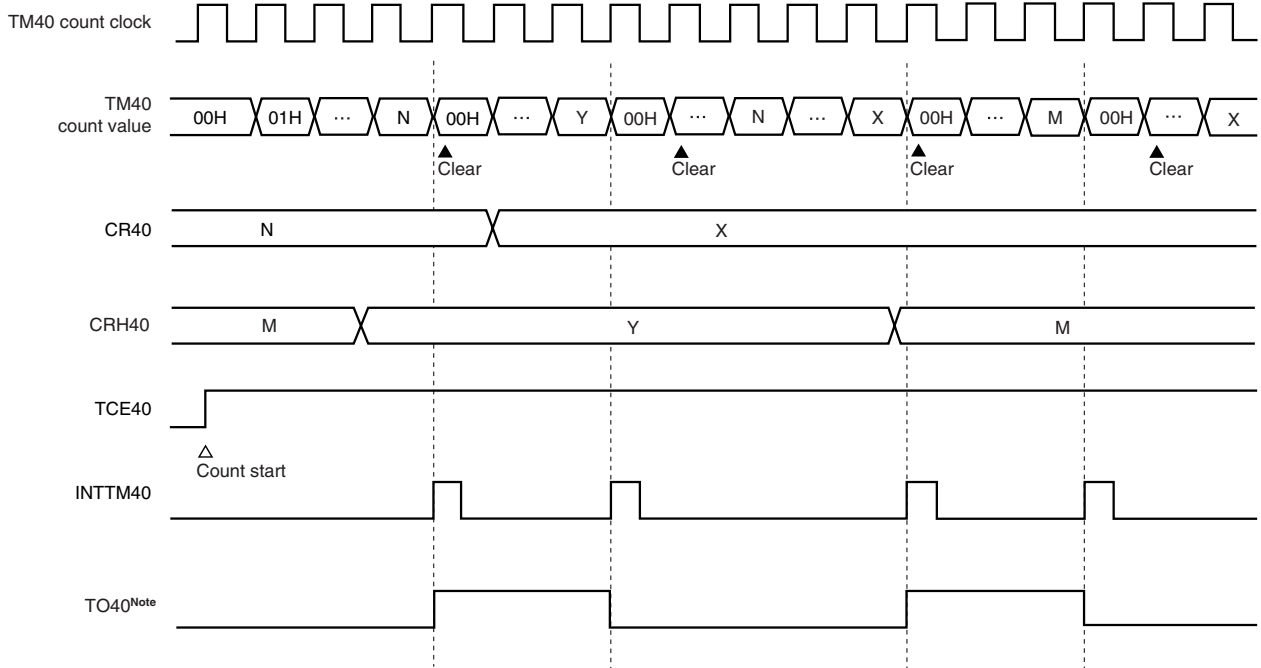 TM40 count clock
TM40
count value
00H 01H ... N 00H ... Y 00H ... N ... X 00H ... M 00H ... X
Clear Clear Clear Clear
CR40 N X
CRH40 M Y M
TCE40
Count start
INTTM40
TO40Note